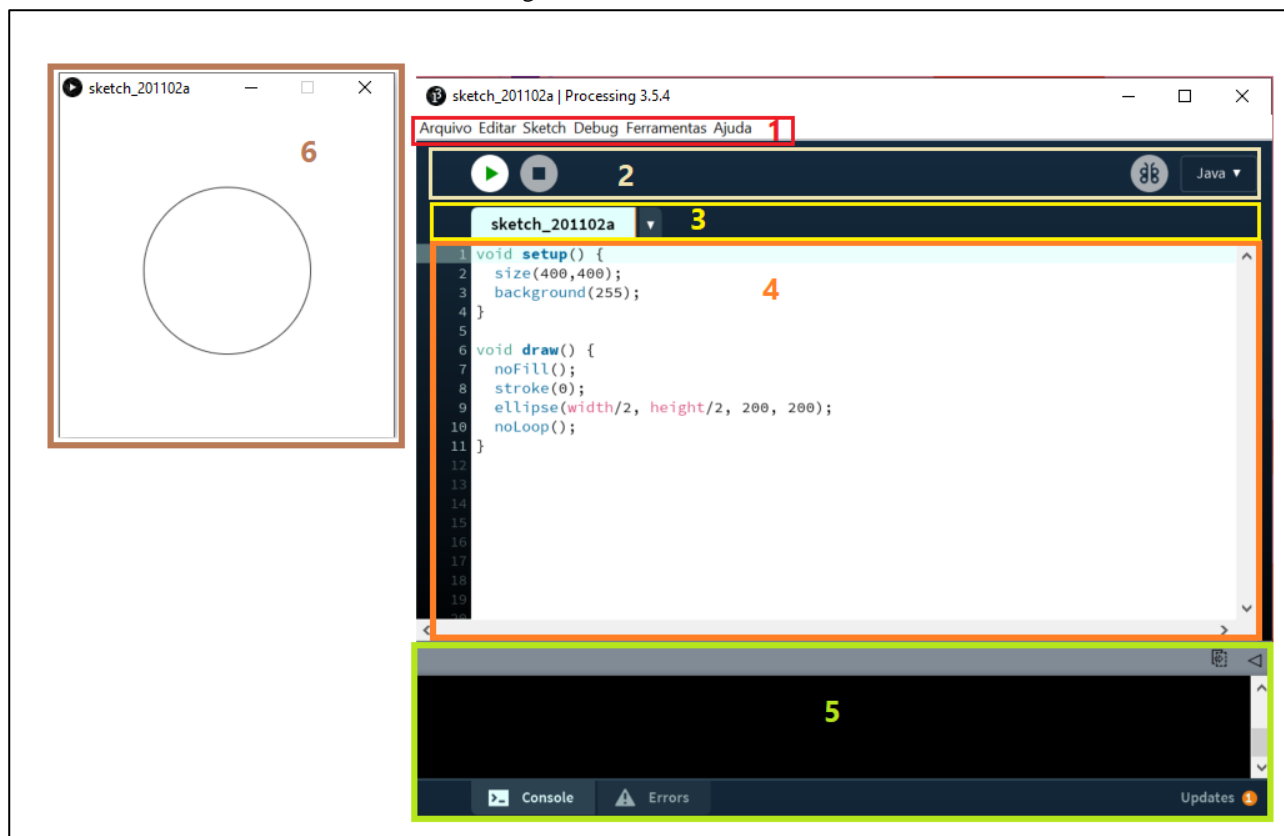 sketch_201102a
6
sketch_201102a | Processing 3.5.4
Arquivo Editar Sketch Debug Ferramentas Ajuda 1
2 Java
sketch_201102a 3
1 void setup() {
2 size(400,400);
3 background(255);
4 }
5
6 void draw() {
7 noFill();
8 stroke(0);
9 ellipse(width/2, height/2, 200, 200);
10 noLoop();
11 }
12
13
14
15
16
17
18
19
4
5
Console Errors Updates 1